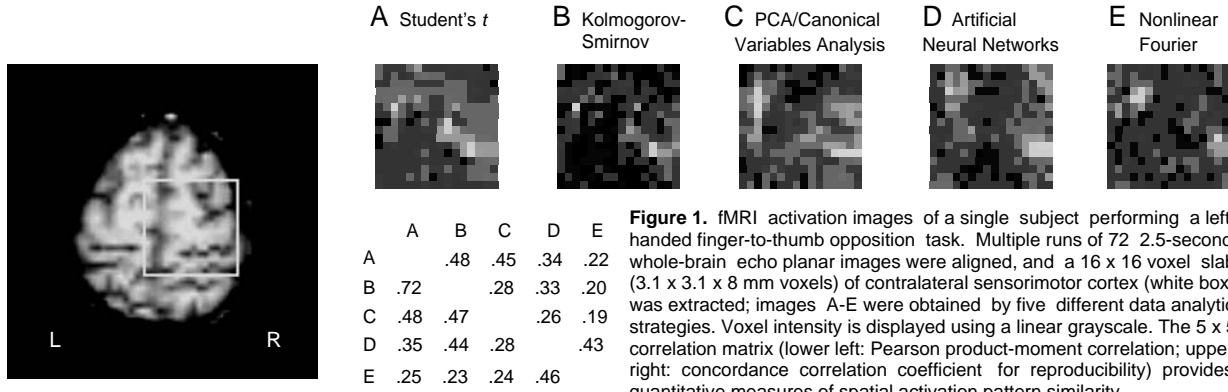 A Student's t
B Kolmogorov-
Smirnov
C PCA/Canonical
Variables Analysis
D Artificial
Neural Networks
E Nonlinear
Fourier
L R
A B C D E
A .48 .45 .34 .22
B .72 .28 .33 .20
C .48 .47 .26 .19
D .35 .44 .28 .43
E .25 .23 .24 .46
Figure 1. fMRI activation images of a single subject performing a left
handed finger-to-thumb opposition task. Multiple runs of 72 2.5-second
whole-brain echo planar images were aligned, and a 16 x 16 voxel slab
(3.1 x 3.1 x 8 mm voxels) of contralateral sensorimotor cortex (white box
was extracted; images A-E were obtained by five different data analytic
strategies. Voxel intensity is displayed using a linear grayscale. The 5 x 5
correlation matrix (lower left: Pearson product-moment correlation; upper
right: concordance correlation coefficient for reproducibility) provides
quantitative measures of spatial activation pattern similarity